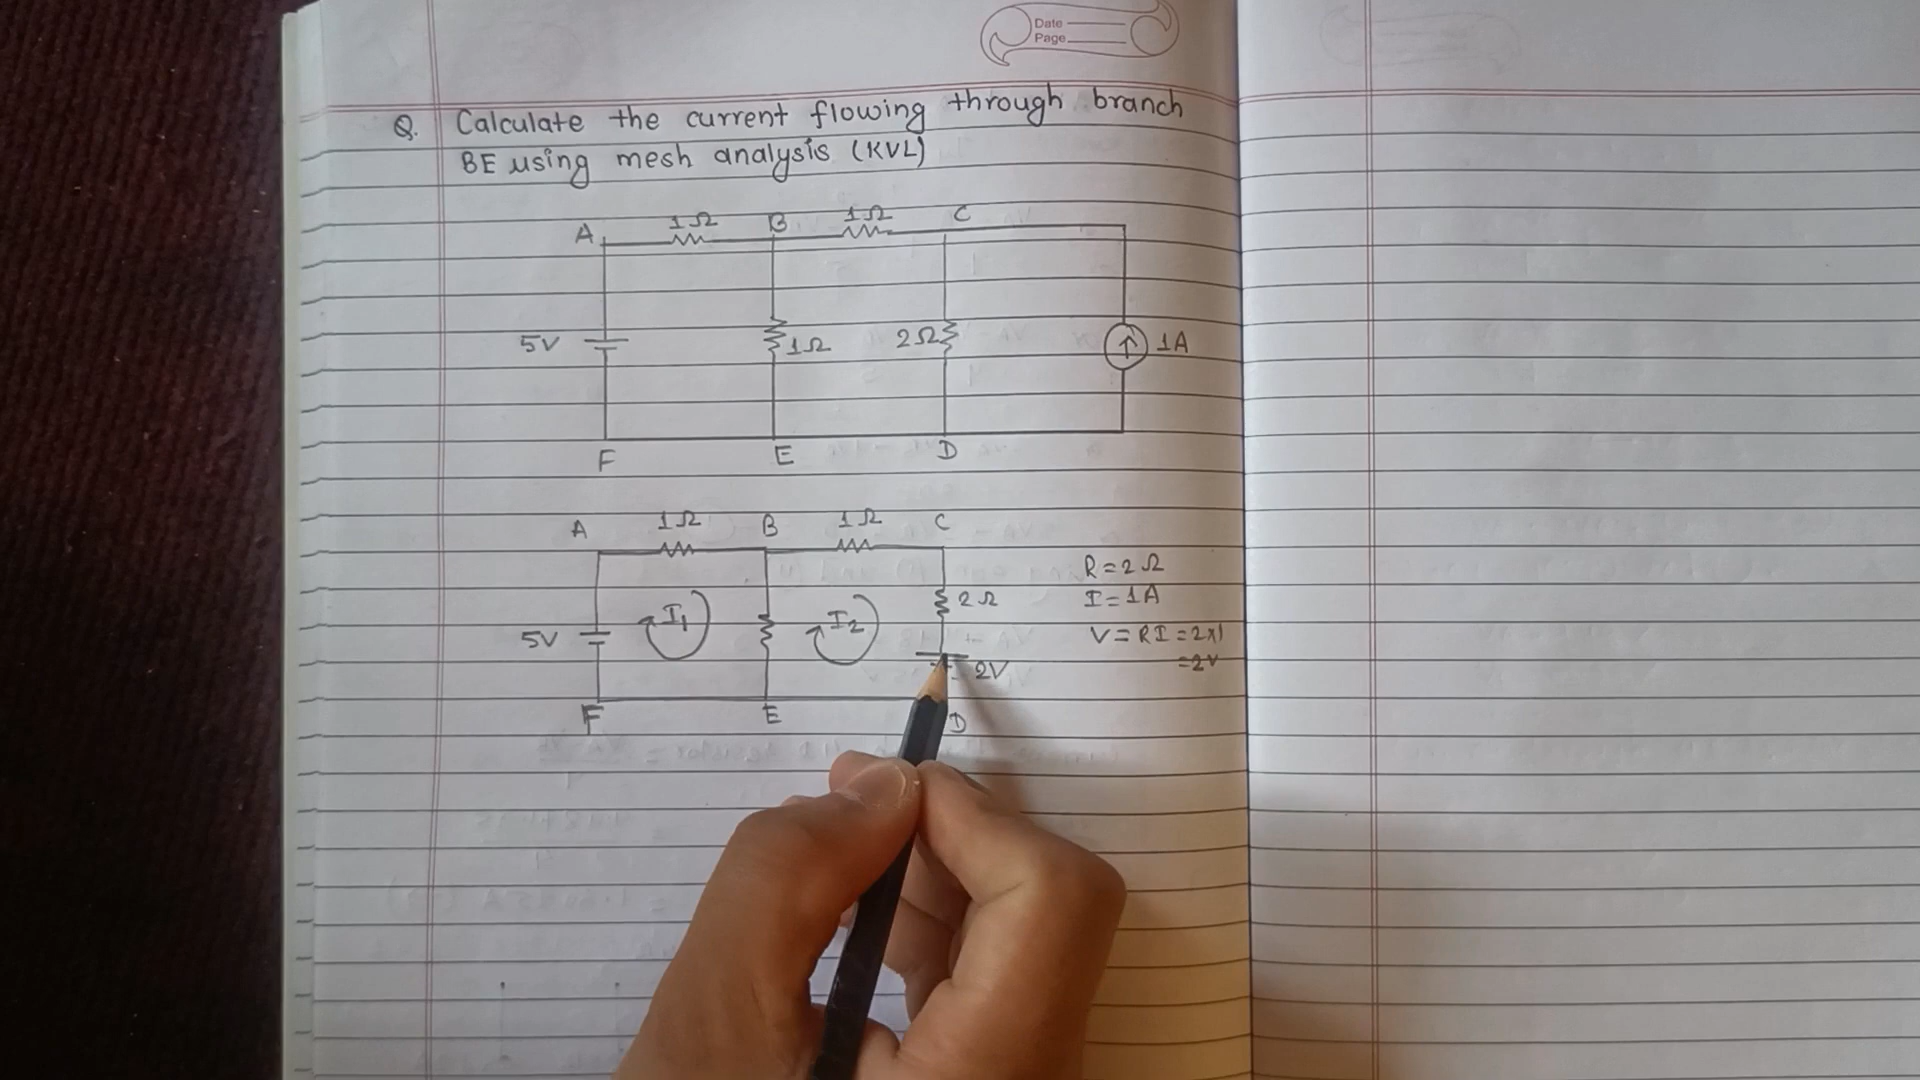 Date
Page
Q. Calculate the current flowing through branch
BE using mesh analysis (KVL)
A 1Ω B 1Ω C
5V 1Ω 2Ω 1A
F E D
A 1Ω B 1Ω C
R=2Ω
2Ω I=1A
5V I1 I2 V=RI=2x1
2V =2V
F E D